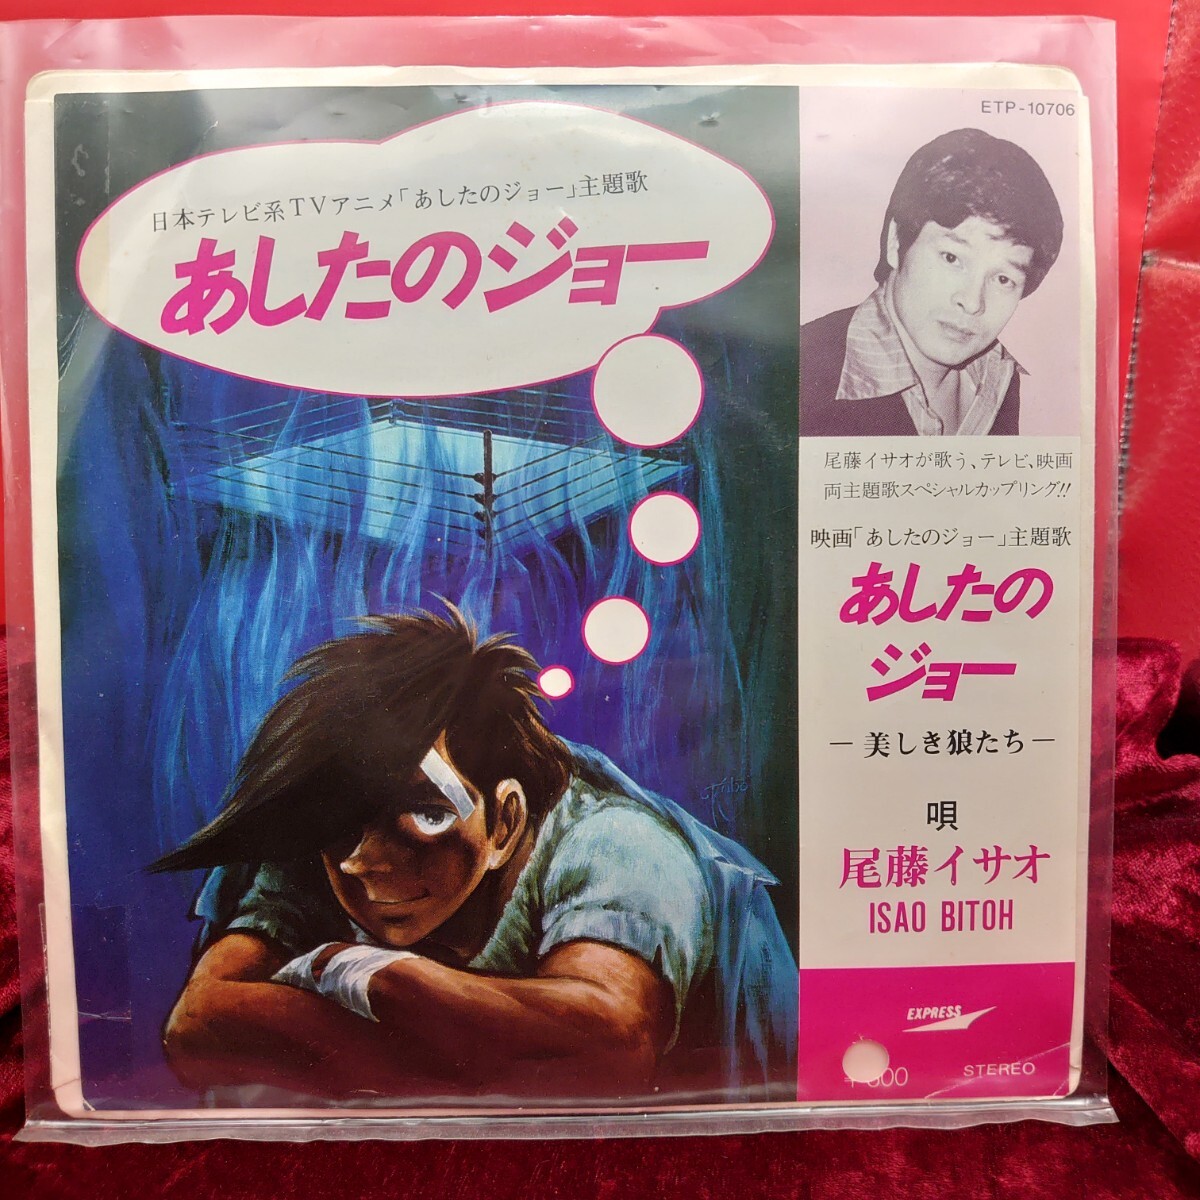 日本テレビ系TVアニメ「あしたのジョー」主題歌
あしたのジョー
ETP-10706
尾藤イサオが歌う、テレビ、映画
両主題歌スペシャルカップリング!!
映画「あしたのジョー」主題歌
あしたの
ジョー
―美しき狼たち―
唄
尾藤イサオ
ISAO BITOH
EXPRESS
STEREO